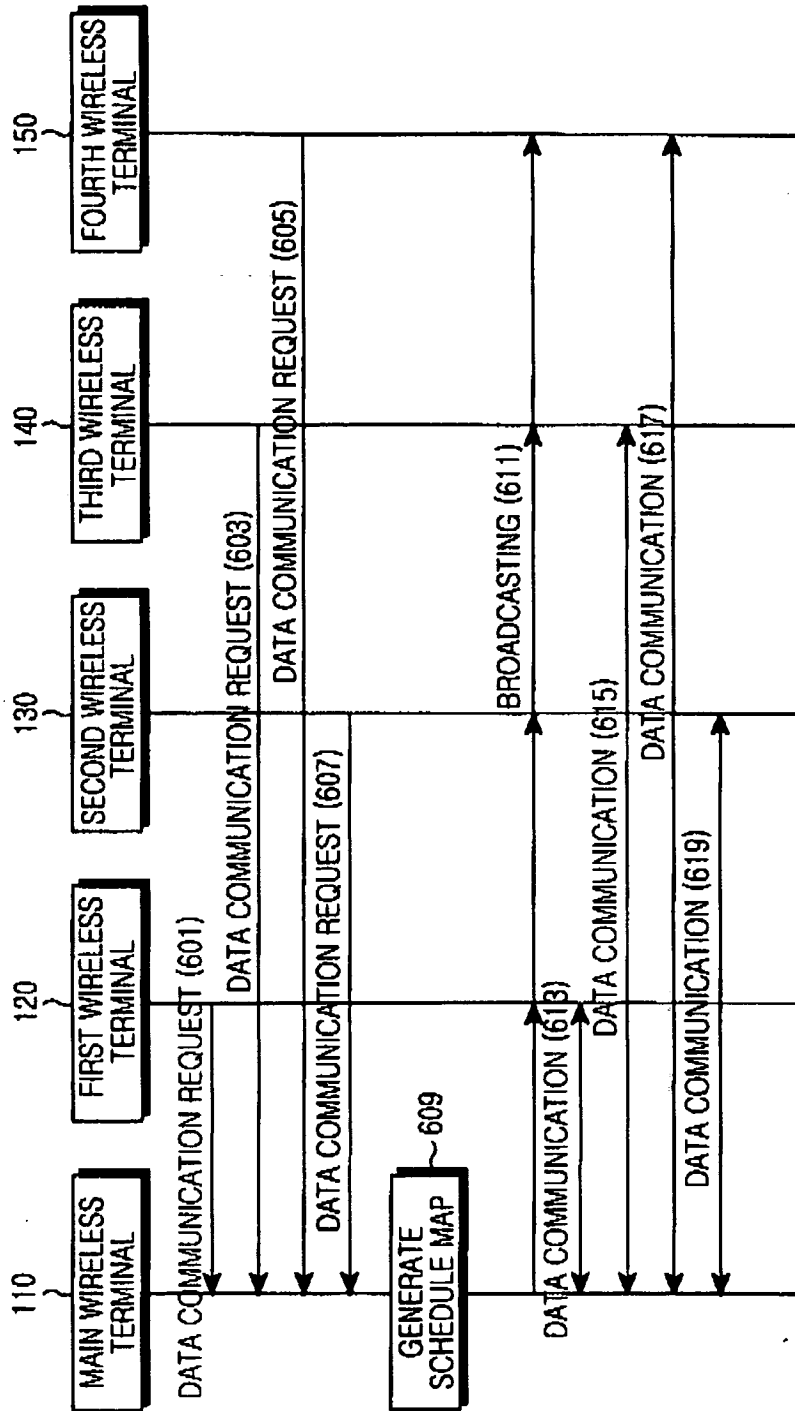 110
MAIN WIRELESS
TERMINAL
120
FIRST WIRELESS
TERMINAL
130
SECOND WIRELESS
TERMINAL
140
THIRD WIRELESS
TERMINAL
150
FOURTH WIRELESS
TERMINAL
DATA COMMUNICATION REQUEST (601)
DATA COMMUNICATION REQUEST (603)
DATA COMMUNICATION REQUEST (605)
DATA COMMUNICATION REQUEST (607)
GENERATE
SCHEDULE MAP
609
BROADCASTING (611)
DATA COMMUNICATION (613)
DATA COMMUNICATION (615)
DATA COMMUNICATION (617)
DATA COMMUNICATION (619)